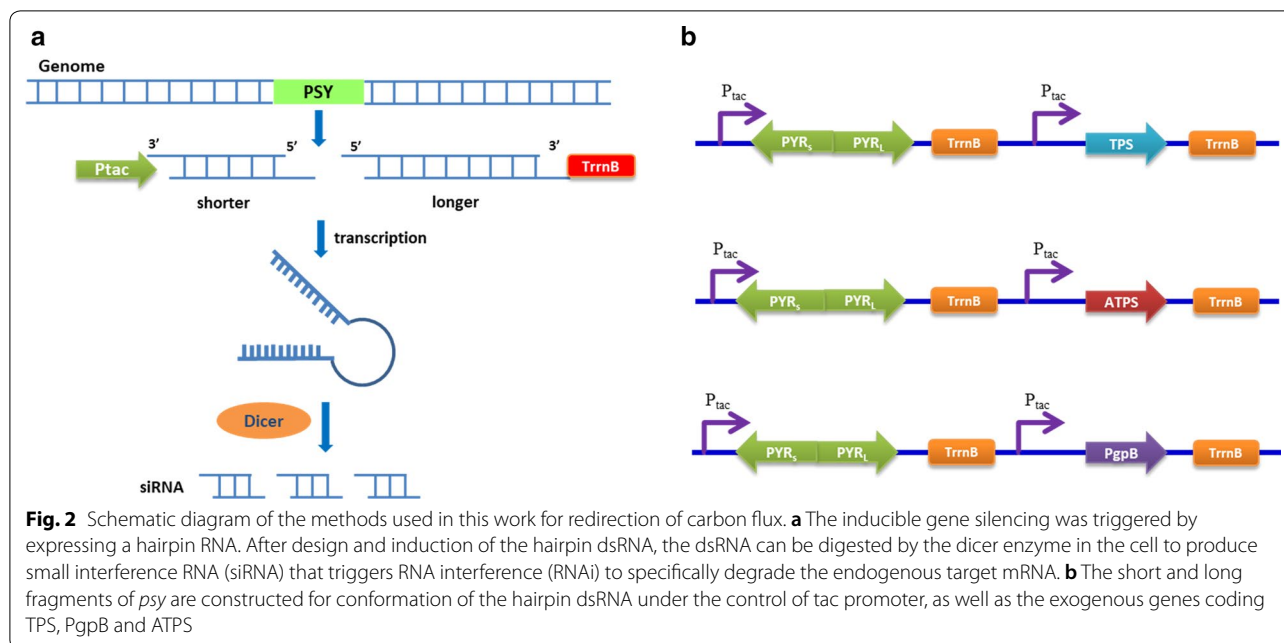 a
Genome
PSY
3’
5’
5’
3’
Ptac
TrrnB
shorter
longer
transcription
Dicer
siRNA
b
Ptac
Ptac
PYRs
PYRL
TrrnB
TPS
TrrnB
Ptac
Ptac
PYRs
PYRL
TrrnB
ATPS
TrrnB
Ptac
Ptac
PYRs
PYRL
TrrnB
PgpB
TrrnB
Fig. 2 Schematic diagram of the methods used in this work for redirection of carbon flux. a The inducible gene silencing was triggered by
expressing a hairpin RNA. After design and induction of the hairpin dsRNA, the dsRNA can be digested by the dicer enzyme in the cell to produce
small interference RNA (siRNA) that triggers RNA interference (RNAi) to specifically degrade the endogenous target mRNA. b The short and long
fragments of psy are constructed for conformation of the hairpin dsRNA under the control of tac promoter, as well as the exogenous genes coding
TPS, PgpB and ATPS